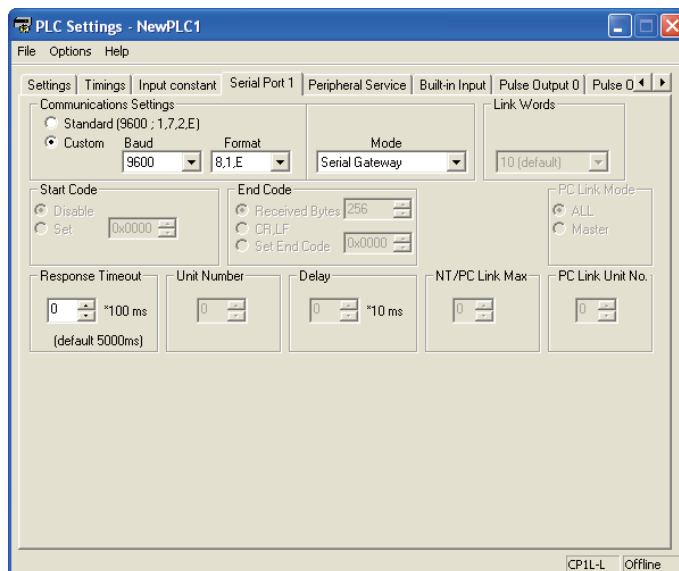 PLC Settings - NewPLC1
File Options Help
Settings Timings Input constant Serial Port 1 Peripheral Service Built-in Input Pulse Output 0 Pulse O
Communications Settings Link Words
Standard (9600 ; 1,7,2,E)
Custom Baud Format Mode
9600 8,1,E Serial Gateway 10 (default)
Start Code End Code PC Link Mode
Disable Received Bytes 256 ALL
Set 0x0000 CR,LF Master
Set End Code 0x0000
Response Timeout Unit Number Delay NT/PC Link Max PC Link Unit No.
0 *100 ms 0 0 *10 ms 0 0
(default 5000ms)
CP1L-L Offline